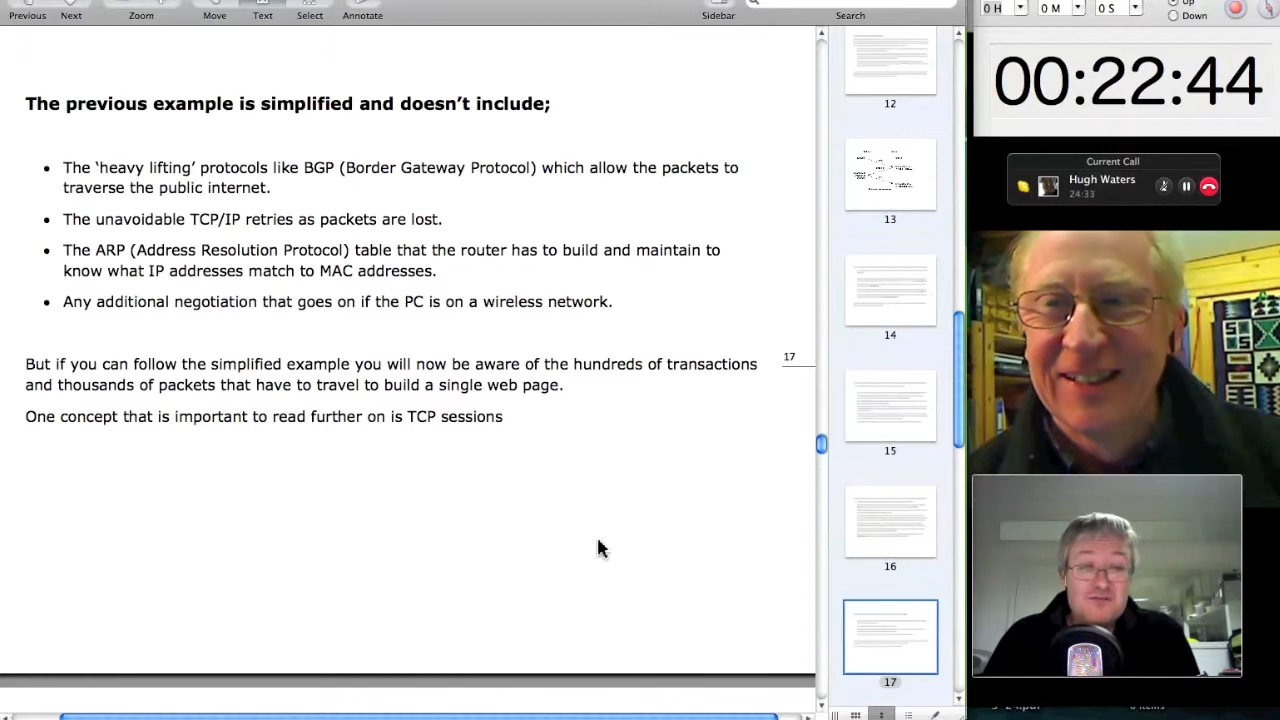 Previous Next Zoom Move Text Select Annotate Sidebar Search
0 H 0 M 0 S Up
Down
00:22:44
The previous example is simplified and doesn’t include;
• The ‘heavy lifting’ protocols like BGP (Border Gateway Protocol) which allow the packets to
traverse the public internet.
• The unavoidable TCP/IP retries as packets are lost.
• The ARP (Address Resolution Protocol) table that the router has to build and maintain to
know what IP addresses match to MAC addresses.
• Any additional negotiation that goes on if the PC is on a wireless network.
But if you can follow the simplified example you will now be aware of the hundreds of transactions
and thousands of packets that have to travel to build a single web page.
One concept that is important to read further on is TCP sessions
17
12
13
14
15
16
17
Current Call
Hugh Waters
24:33